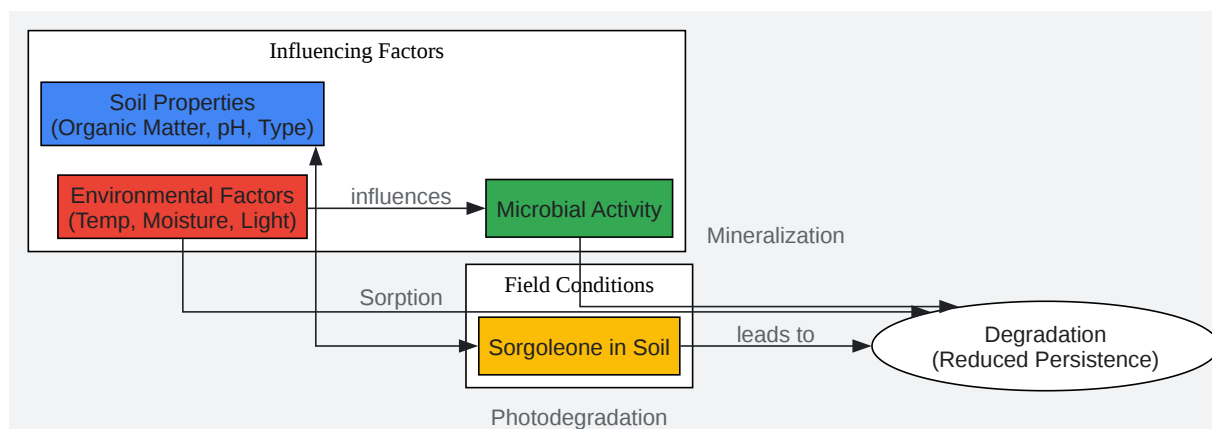 Influencing Factors
Soil Properties
(Organic Matter, pH, Type)
Environmental Factors
(Temp, Moisture, Light)
influences
Microbial Activity
Mineralization
Field Conditions
Sorption
Sorgoleone in Soil
leads to
Degradation
(Reduced Persistence)
Photodegradation